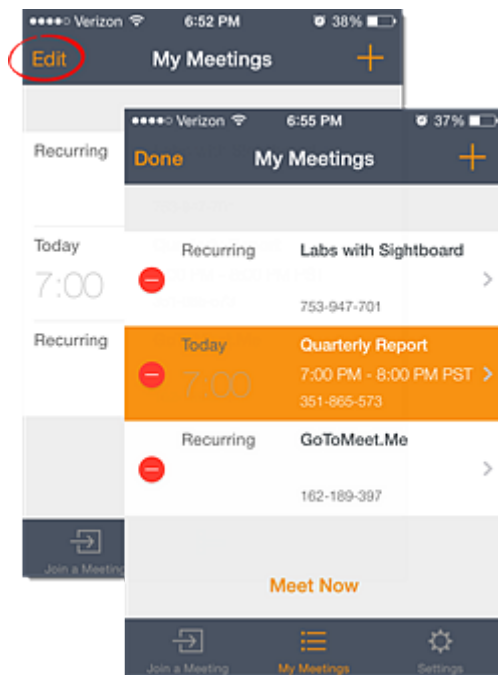 Verizon 6:52 PM 38%
Edit My Meetings +
Recurring
Today
7:00
Recurring
Join a Meeting
Verizon 6:55 PM 37%
Done My Meetings +
Recurring Labs with Sightboard
753-947-701
Today Quarterly Report
7:00 7:00 PM - 8:00 PM PST
351-865-573
Recurring GoToMeet.Me
162-189-397
Meet Now
Join a Meeting My Meetings Settings